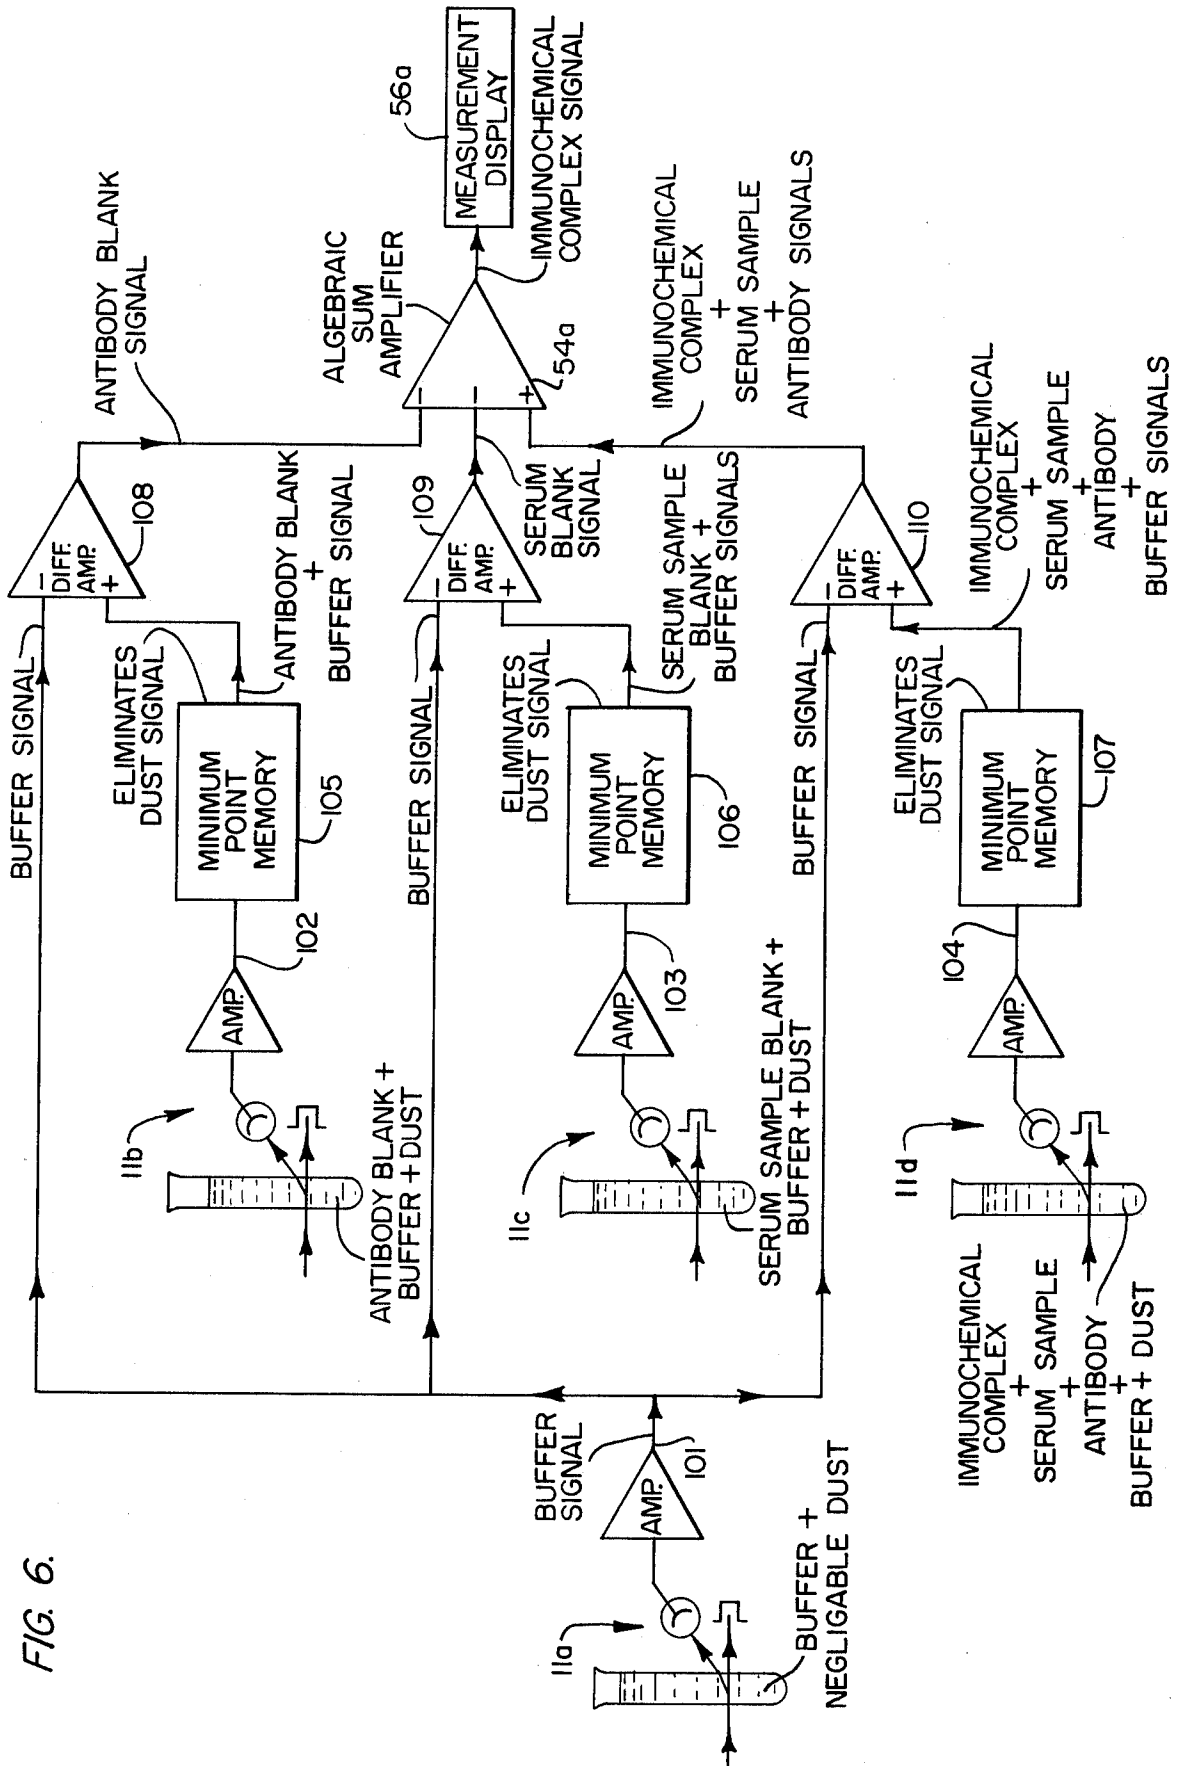 FIG. 6.
11a
BUFFER +
NEGLIGABLE DUST
AMP.
101
BUFFER
SIGNAL
BUFFER SIGNAL
11b
ANTIBODY BLANK +
BUFFER + DUST
AMP.
102
MINIMUM
POINT
MEMORY
105
ELIMINATES
DUST SIGNAL
ANTIBODY BLANK
+
BUFFER SIGNAL
-
DIFF.
AMP.
+
108
ANTIBODY BLANK
SIGNAL
BUFFER SIGNAL
11c
SERUM SAMPLE BLANK +
BUFFER + DUST
AMP.
103
MINIMUM
POINT
MEMORY
106
ELIMINATES
DUST SIGNAL
SERUM SAMPLE
BLANK +
BUFFER SIGNALS
-
DIFF.
AMP.
+
109
SERUM
BLANK
SIGNAL
ALGEBRAIC
SUM
AMPLIFIER
-
-
+
54a
MEASUREMENT
DISPLAY
56a
IMMUNOCHEMICAL
COMPLEX SIGNAL
BUFFER SIGNAL
11d
IMMUNOCHEMICAL
COMPLEX
+
SERUM SAMPLE
+
ANTIBODY
+
BUFFER + DUST
AMP.
104
MINIMUM
POINT
MEMORY
107
ELIMINATES
DUST SIGNAL
IMMUNOCHEMICAL
COMPLEX
+
SERUM SAMPLE
+
ANTIBODY
+
BUFFER SIGNALS
-
DIFF.
AMP.
+
110
IMMUNOCHEMICAL
COMPLEX
+
SERUM SAMPLE
+
ANTIBODY SIGNALS